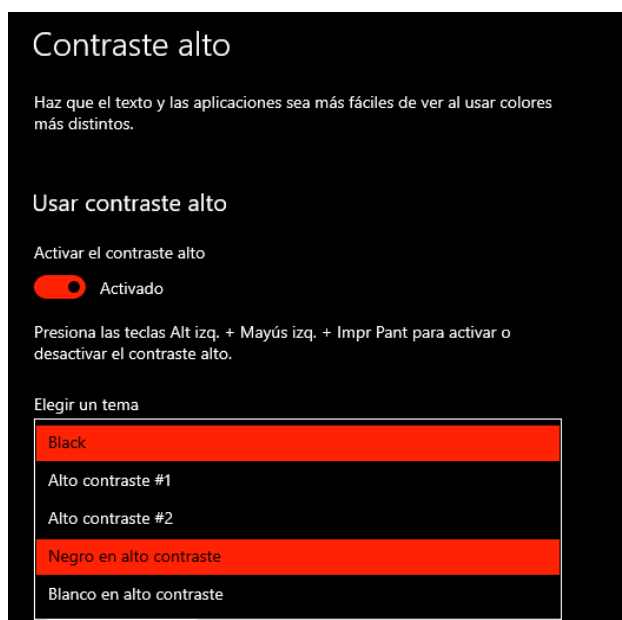 Contraste alto
Haz que el texto y las aplicaciones sea más fáciles de ver al usar colores
más distintos.
Usar contraste alto
Activar el contraste alto
Activado
Presiona las teclas Alt izq. + Mayús izq. + Impr Pant para activar o
desactivar el contraste alto.
Elegir un tema
Black
Alto contraste #1
Alto contraste #2
Negro en alto contraste
Blanco en alto contraste